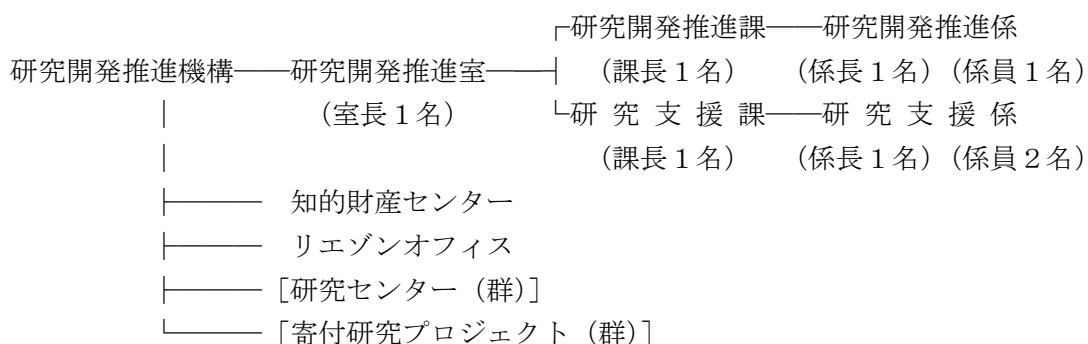 ┌研究開発推進課――研究開発推進係
研究開発推進機構――研究開発推進室――┤ （課長１名） （係長１名）（係員１名）
｜ （室長１名） └研 究 支 援 課――研 究 支 援 係
｜ （課長１名） （係長１名）（係員２名）
├――― 知的財産センター
├――― リエゾンオフィス
├―――［研究センター（群）］
└―――［寄付研究プロジェクト（群）］